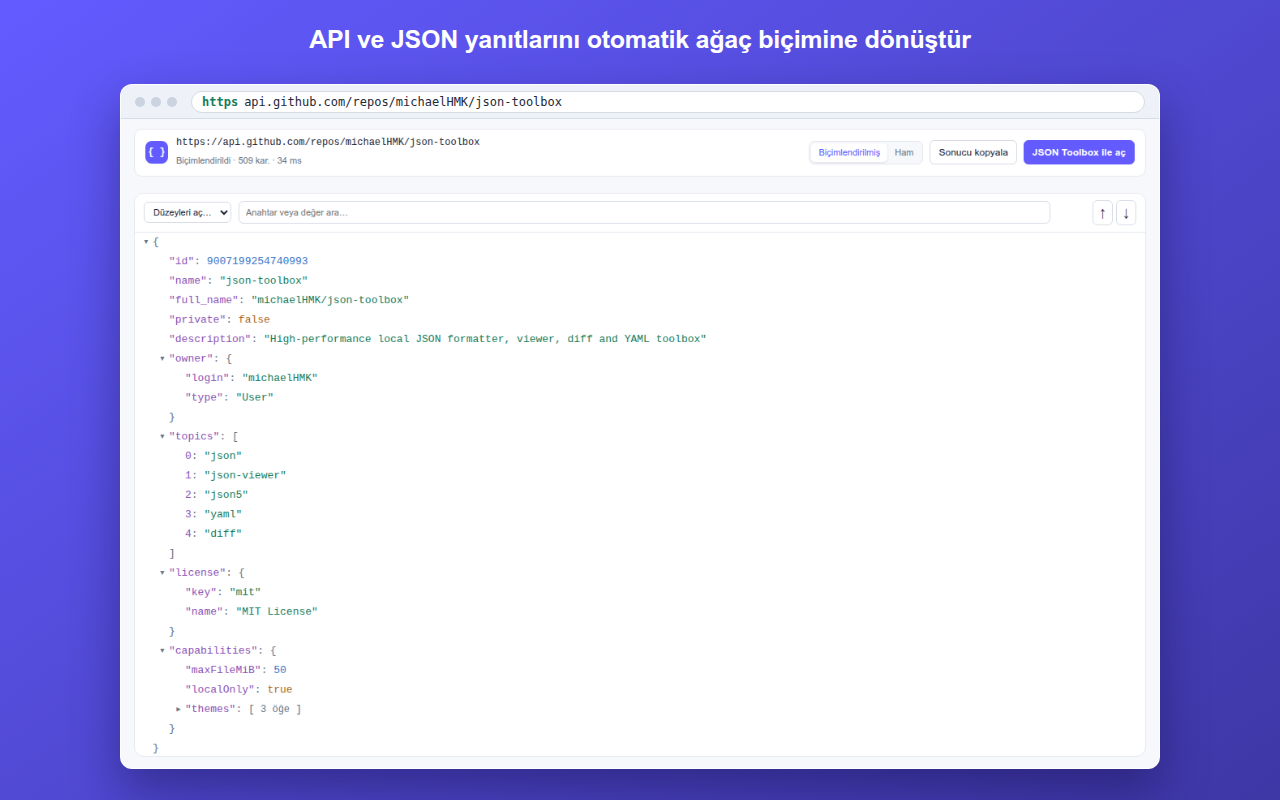 API ve JSON yanıtlarını otomatik ağaç biçimine dönüştür
https api.github.com/repos/michaelHMK/json-toolbox
{ }
https://api.github.com/repos/michaelHMK/json-toolbox
Biçimlendirildi · 509 kar. · 34 ms
Biçimlendirilmiş Ham Sonucu kopyala JSON Toolbox ile aç
Düzeyleri aç... Anahtar veya değer ara... ↑ ↓
▾ {
"id": 9007199254740993
"name": "json-toolbox"
"full_name": "michaelHMK/json-toolbox"
"private": false
"description": "High-performance local JSON formatter, viewer, diff and YAML toolbox"
▾ "owner": {
"login": "michaelHMK"
"type": "User"
}
▾ "topics": [
0: "json"
1: "json-viewer"
2: "json5"
3: "yaml"
4: "diff"
]
▾ "license": {
"key": "mit"
"name": "MIT License"
}
▾ "capabilities": {
"maxFileMiB": 50
"localOnly": true
▸ "themes": [ 3 öğe ]
}
}